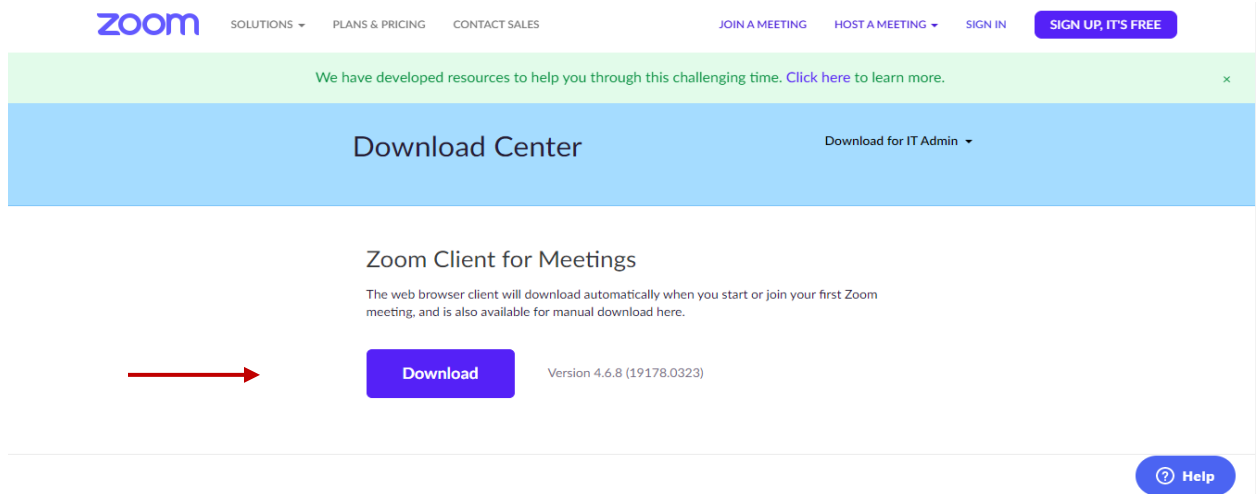 zoom SOLUTIONS PLANS & PRICING CONTACT SALES JOIN A MEETING HOST A MEETING SIGN IN SIGN UP, IT'S FREE
We have developed resources to help you through this challenging time. Click here to learn more. ×
Download Center Download for IT Admin
Zoom Client for Meetings
The web browser client will download automatically when you start or join your first Zoom
meeting, and is also available for manual download here.
Download Version 4.6.8 (19178.0323)
? Help